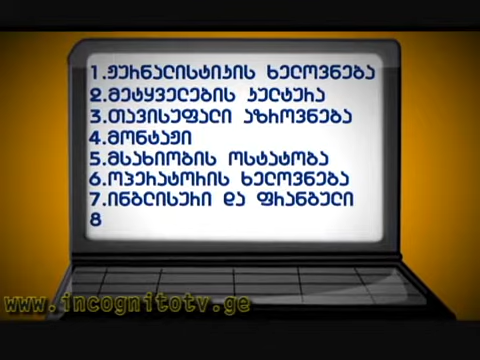 1.ჟურნალისტიკის ხელოვნება
2.მეტყველების კულტურა
3.თავისუფალი აზროვნება
4.მონტაჟი
5.მსახიობის ოსტატობა
6.ოპერატორის ხელოვნება
7.ინგლისური და ფრანგული
8
www.incognitotv.ge